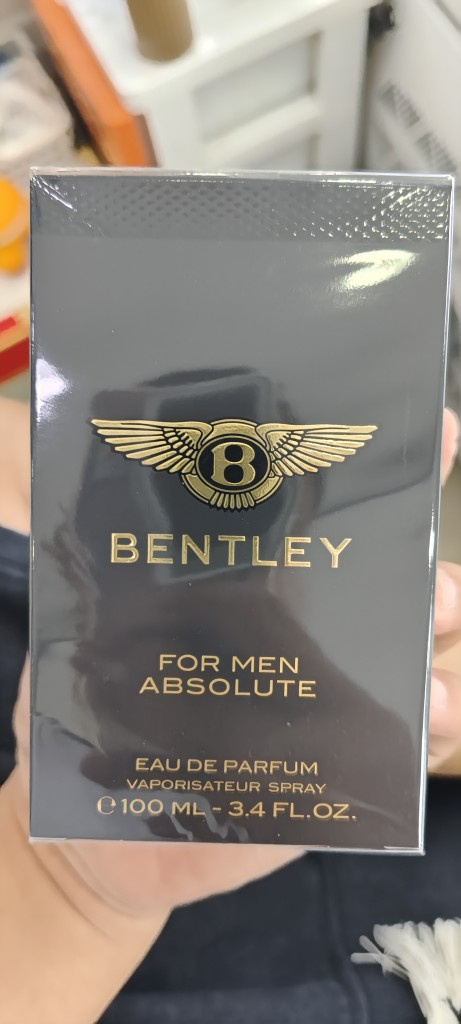 B
BENTLEY
FOR MEN
ABSOLUTE
EAU DE PARFUM
VAPORISATEUR SPRAY
℮ 100 ML - 3.4 FL.OZ.